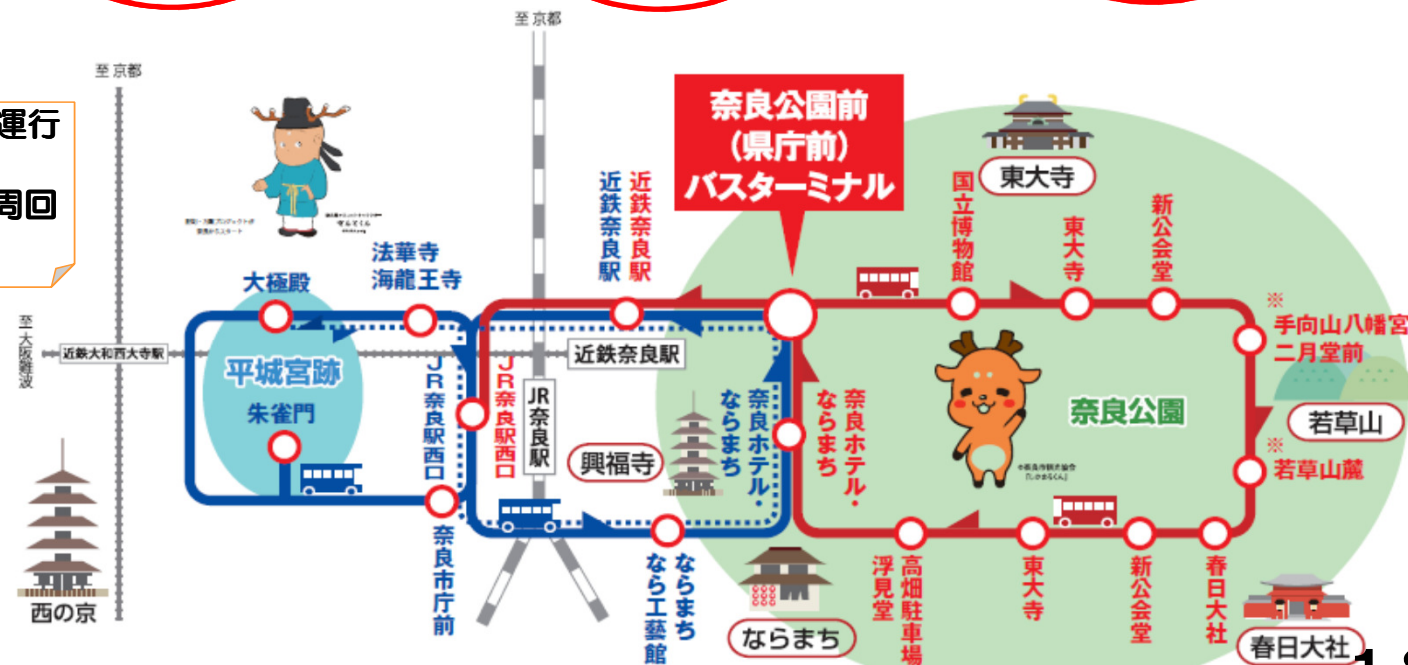 至 京都
至 京都
運行
周回
奈良公園前
(県庁前)
バスターミナル
東大寺
近鉄奈良駅
近鉄奈良駅
国立博物館
東大寺
新公会堂
法華寺
海龍王寺
大極殿
※
手向山八幡宮
二月堂前
至 大阪難波
近鉄大和西大寺駅
近鉄奈良駅
平城宮跡
朱雀門
JR奈良駅西口
JR奈良駅西口
JR奈良駅
興福寺
奈良ホテル・
ならまち
奈良ホテル・
ならまち
奈良公園
若草山
※
若草山麓
西の京
奈良市庁前
ならまち
なら工藝館
ならまち
高畑駐車場
浮見堂
東大寺
新公会堂
春日大社
春日大社